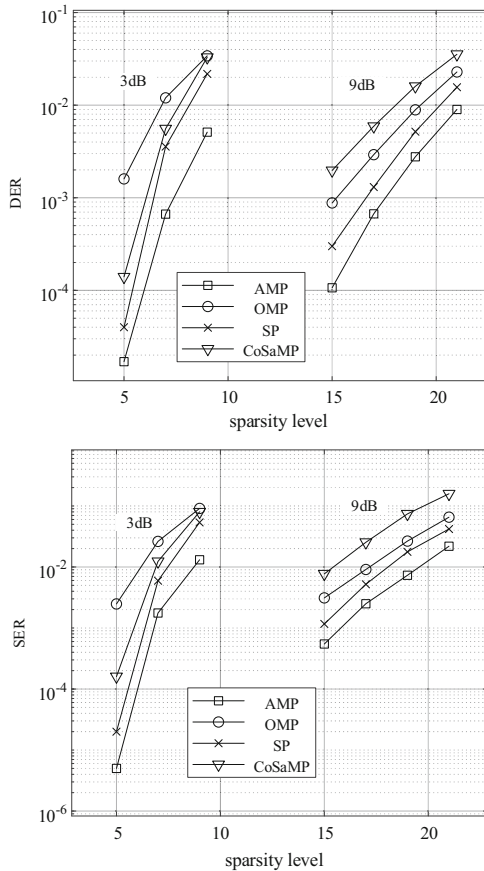 10^-1
3dB
9dB
10^-2
DER
10^-3
10^-4
AMP
OMP
SP
CoSaMP
5
10
15
20
sparsity level
3dB
9dB
10^-2
SER
10^-4
AMP
OMP
SP
CoSaMP
10^-6
5
10
15
20
sparsity level